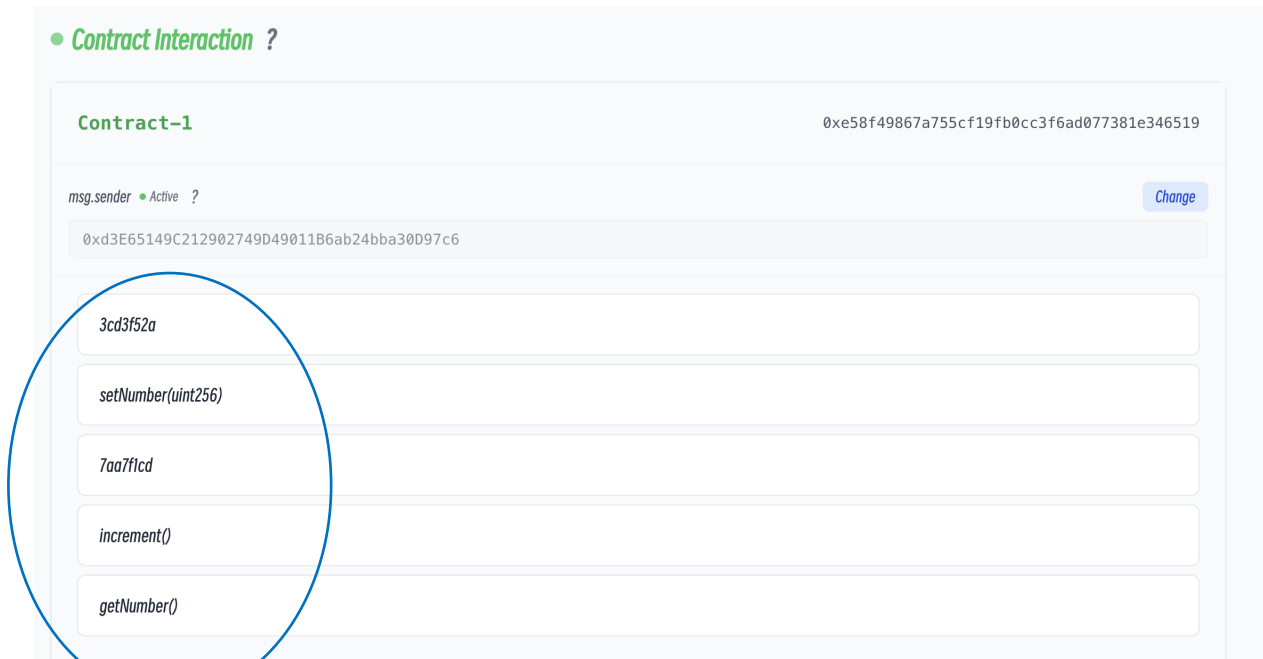 Contract Interaction ?
Contract-1
0xe58f49867a755cf19fb0cc3f6ad077381e346519
msg.sender Active ?
Change
0xd3E65149C212902749D49011B6ab24bba30D97c6
3cd3f52a
setNumber(uint256)
7aa7f1cd
increment()
getNumber()